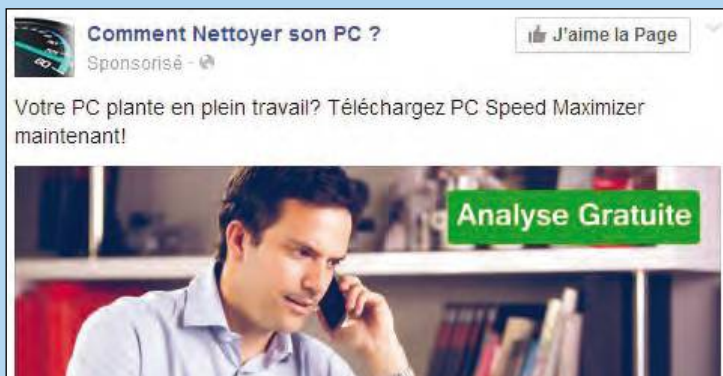 Comment Nettoyer son PC ?
J'aime la Page
Sponsorisé
Votre PC plante en plein travail? Téléchargez PC Speed Maximizer
maintenant!
Analyse Gratuite